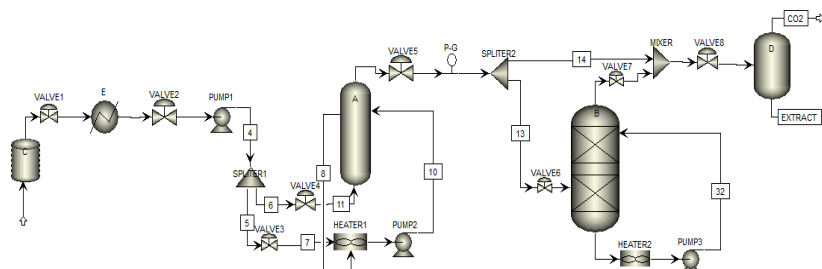 CO2
VALVE5
P-G
SPLITER2
14
MIXER
VALVE8
D
VALVE7
VALVE1
E
VALVE2
PUMP1
A
EXTRACT
B
4
13
C
8
10
SPLITER1
VALVE4
VALVE6
32
6
11
5
7
HEATER1
PUMP2
VALVE3
HEATER2
PUMP3